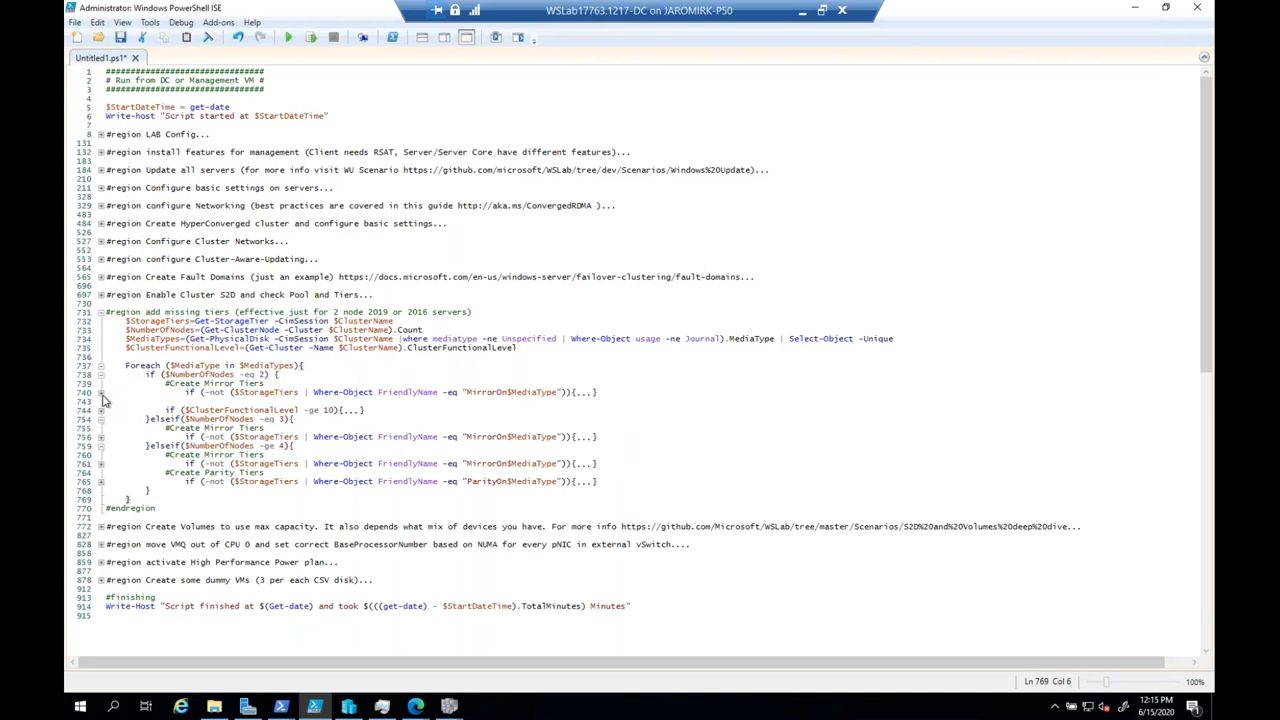 Administrator: Windows PowerShell ISE
WSLab17763.1217-DC on JAROMIRK-P50
File Edit View Tools Debug Add-ons Help
Untitled1.ps1*
1 ################################
2 # Run from DC or Management VM #
3 ################################
4
5 $StartDateTime = get-date
6 Write-host "Script started at $StartDateTime"
7
8 #region LAB Config...
131
132 #region install features for management (Client needs RSAT, Server/Server Core have different features)...
183
184 #region Update all servers (for more info visit WU Scenario https://github.com/microsoft/WSLab/tree/dev/Scenarios/Windows%20Update)...
210
211 #region Configure basic settings on servers...
328
329 #region configure Networking (best practices are covered in this guide http://aka.ms/ConvergedRDMA )...
483
484 #region Create HyperConverged cluster and configure basic settings...
526
527 #region Configure Cluster Networks...
552
553 #region configure Cluster-Aware-Updating...
564
565 #region Create Fault Domains (just an example) https://docs.microsoft.com/en-us/windows-server/failover-clustering/fault-domains...
696
697 #region Enable Cluster S2D and check Pool and Tiers...
730
731 #region add missing tiers (effective just for 2 node 2019 or 2016 servers)
732 $StorageTiers=Get-StorageTier -CimSession $ClusterName
733 $NumberOfNodes=(Get-ClusterNode -Cluster $ClusterName).Count
734 $MediaTypes=(Get-PhysicalDisk -CimSession $ClusterName |where mediatype -ne Unspecified | Where-Object usage -ne Journal).MediaType | Select-Object -Unique
735 $ClusterFunctionalLevel=(Get-Cluster -Name $ClusterName).ClusterFunctionalLevel
736
737 Foreach ($MediaType in $MediaTypes){
738 if ($NumberOfNodes -eq 2) {
739 #Create Mirror Tiers
740 if (-not ($StorageTiers | Where-Object FriendlyName -eq "MirrorOn$MediaType")){...}
743
744 if ($ClusterFunctionalLevel -ge 10){...}
754 }elseif($NumberOfNodes -eq 3){
755 #Create Mirror Tiers
756 if (-not ($StorageTiers | Where-Object FriendlyName -eq "MirrorOn$MediaType")){...}
759 }elseif($NumberOfNodes -ge 4){
760 #Create Mirror Tiers
761 if (-not ($StorageTiers | Where-Object FriendlyName -eq "MirrorOn$MediaType")){...}
764 #Create Parity Tiers
765 if (-not ($StorageTiers | Where-Object FriendlyName -eq "ParityOn$MediaType")){...}
768 }
769 }
770 #endregion
771
772 #region Create Volumes to use max capacity. It also depends what mix of devices you have. For more info https://github.com/Microsoft/WSLab/tree/master/Scenarios/S2D%20and%20Volumes%20deep%20dive...
827
828 #region move VMQ out of CPU 0 and set correct BaseProcessorNumber based on NUMA for every pNIC in external vSwitch....
858
859 #region activate High Performance Power plan...
877
878 #region Create some dummy VMs (3 per each CSV disk)...
912
913 #finishing
914 Write-Host "Script finished at $(Get-date) and took $(((get-date) - $StartDateTime).TotalMinutes) Minutes"
915
Ln 769 Col 6
100%
12:15 PM
6/15/2020